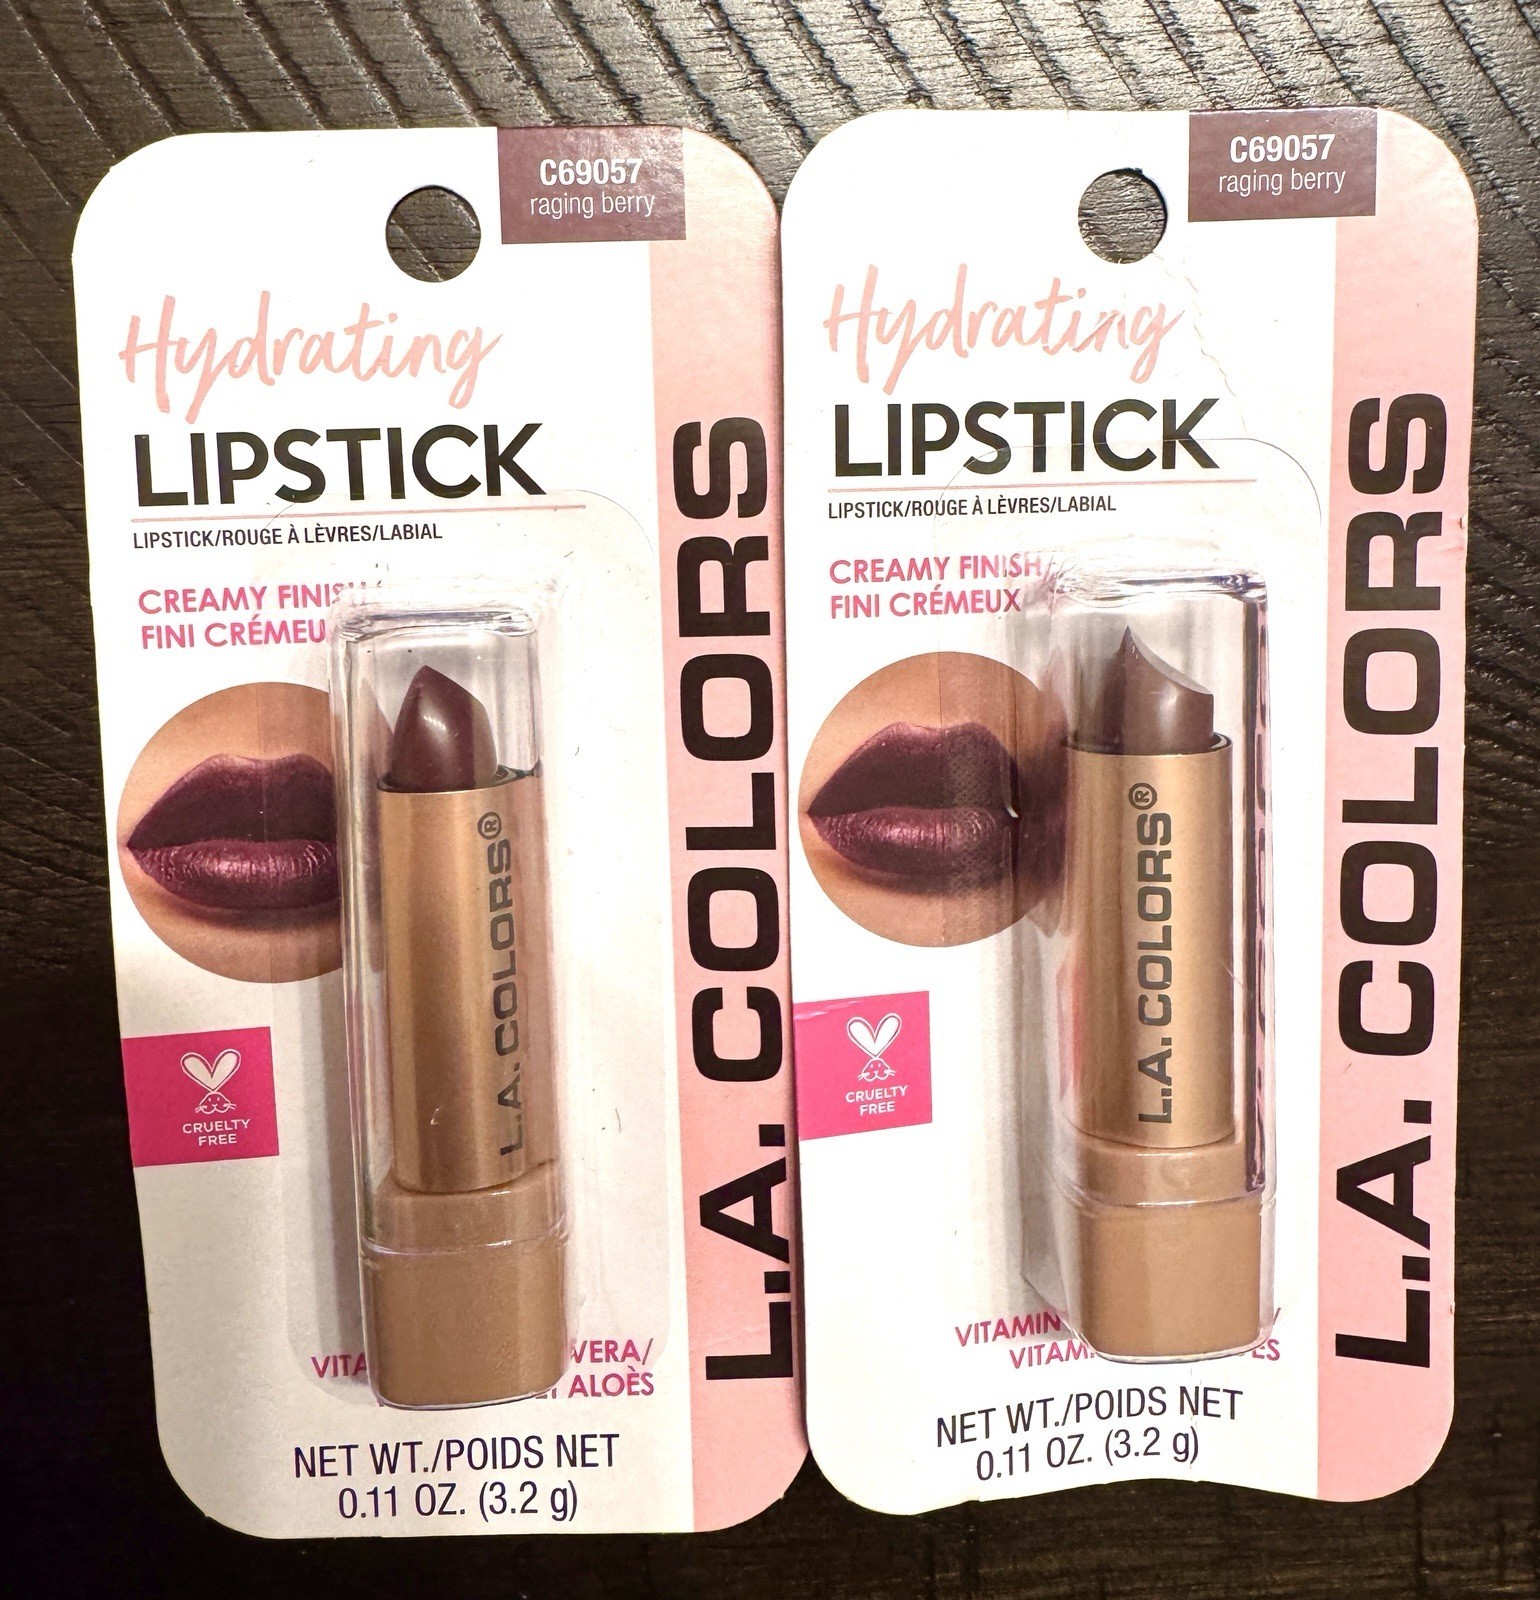 C69057
raging berry
Hydrating
LIPSTICK
LIPSTICK/ROUGE À LÈVRES/LABIAL
CREAMY FINISH/
FINI CRÉMEU
L.A. COLORS®
CRUELTY
FREE
VERA/
ALOÈS
NET WT./POIDS NET
0.11 OZ. (3.2 g)
L.A. COLORS
C69057
raging berry
Hydrating
LIPSTICK
LIPSTICK/ROUGE À LÈVRES/LABIAL
CREAMY FINISH/
FINI CRÉMEUX
L.A. COLORS®
CRUELTY
FREE
VITAMIN
NET WT./POIDS NET
0.11 OZ. (3.2 g)
L.A. COLORS